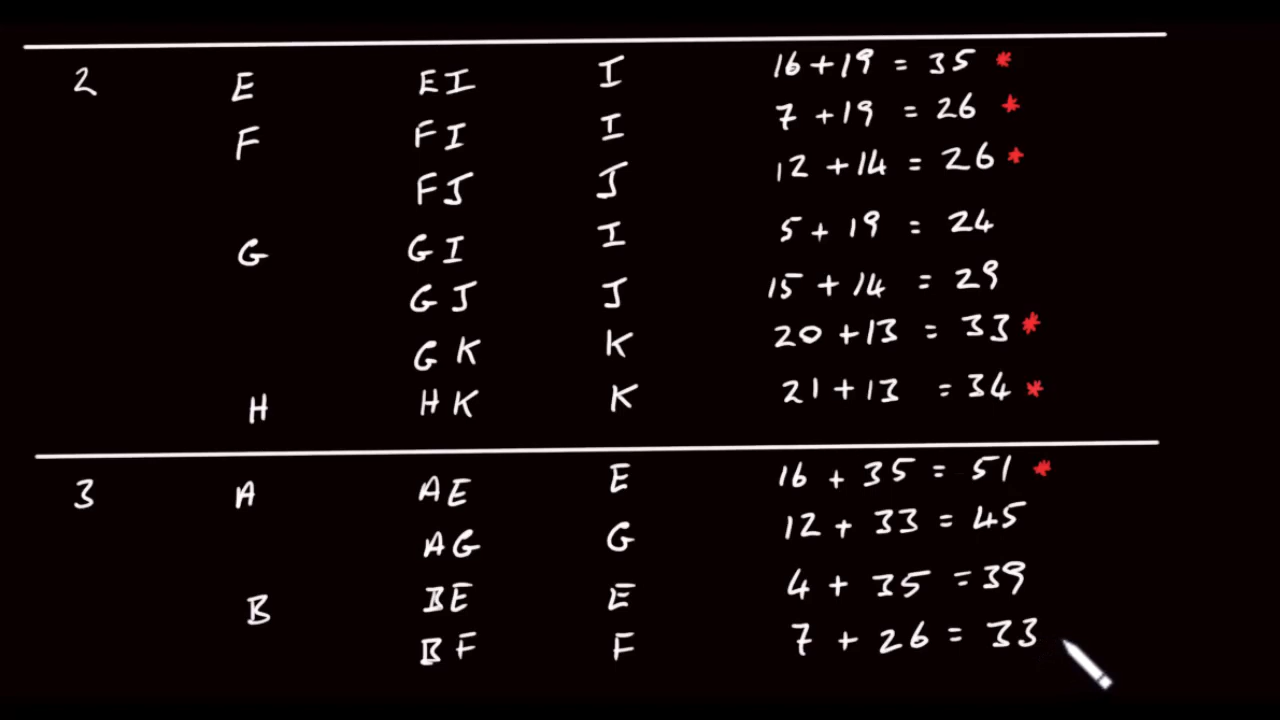 2 E EI I 16 + 19 = 35 *
F FI I 7 + 19 = 26 *
FJ J 12 + 14 = 26 *
G GI I 5 + 19 = 24
GJ J 15 + 14 = 29
GK K 20 + 13 = 33 *
H HK K 21 + 13 = 34 *
3 A AE E 16 + 35 = 51 *
AG G 12 + 33 = 45
B BE E 4 + 35 = 39
BF F 7 + 26 = 33